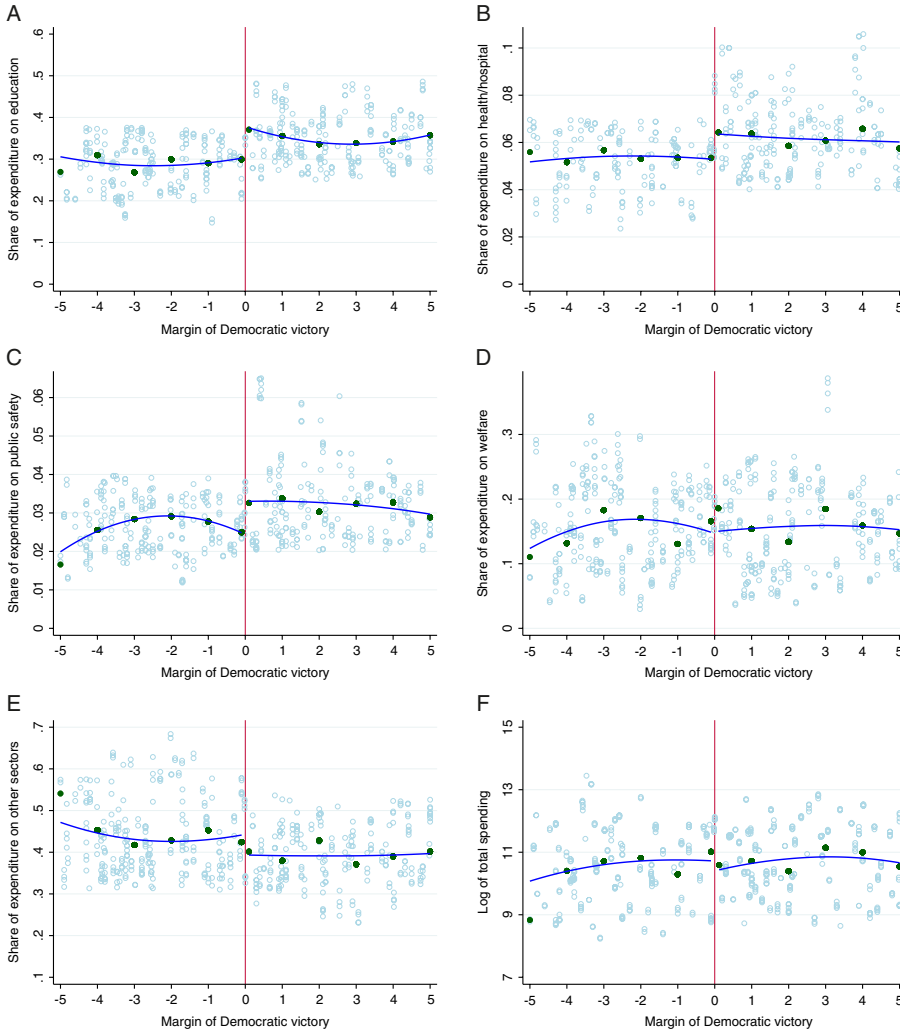 A
Share of expenditure on education
.6
.5
.4
.3
.2
.1
0
-5 -4 -3 -2 -1 0 1 2 3 4 5
Margin of Democratic victory
B
Share of expenditure on health/hospital
.1
.08
.06
.04
.02
0
-5 -4 -3 -2 -1 0 1 2 3 4 5
Margin of Democratic victory
C
Share of expenditure on public safety
.06
.05
.04
.03
.02
.01
0
-5 -4 -3 -2 -1 0 1 2 3 4 5
Margin of Democratic victory
D
Share of expenditure on welfare
.3
.2
.1
0
-5 -4 -3 -2 -1 0 1 2 3 4 5
Margin of Democratic victory
E
Share of expenditure on other sectors
.7
.6
.5
.4
.3
.2
.1
-5 -4 -3 -2 -1 0 1 2 3 4 5
Margin of Democratic victory
F
Log of total spending
15
13
11
9
7
-5 -4 -3 -2 -1 0 1 2 3 4 5
Margin of Democratic victory